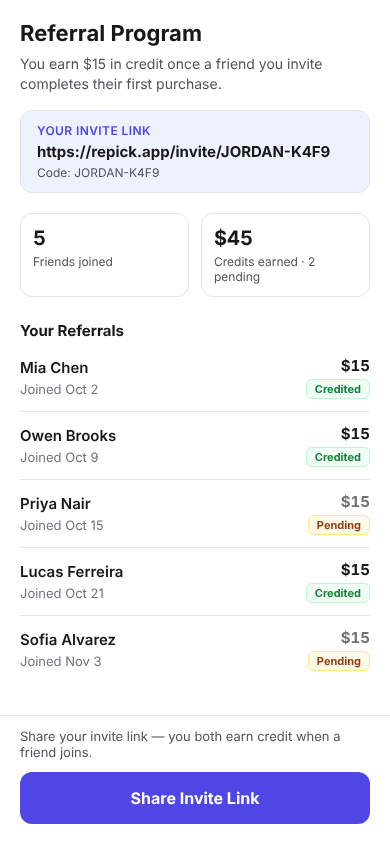 Referral Program
You earn $15 in credit once a friend you invite
completes their first purchase.
YOUR INVITE LINK
https://repick.app/invite/JORDAN-K4F9
Code: JORDAN-K4F9
5
Friends joined
$45
Credits earned · 2
pending
Your Referrals
Mia Chen
$15
Joined Oct 2
Credited
Owen Brooks
$15
Joined Oct 9
Credited
Priya Nair
$15
Joined Oct 15
Pending
Lucas Ferreira
$15
Joined Oct 21
Credited
Sofia Alvarez
$15
Joined Nov 3
Pending
Share your invite link — you both earn credit when a
friend joins.
Share Invite Link